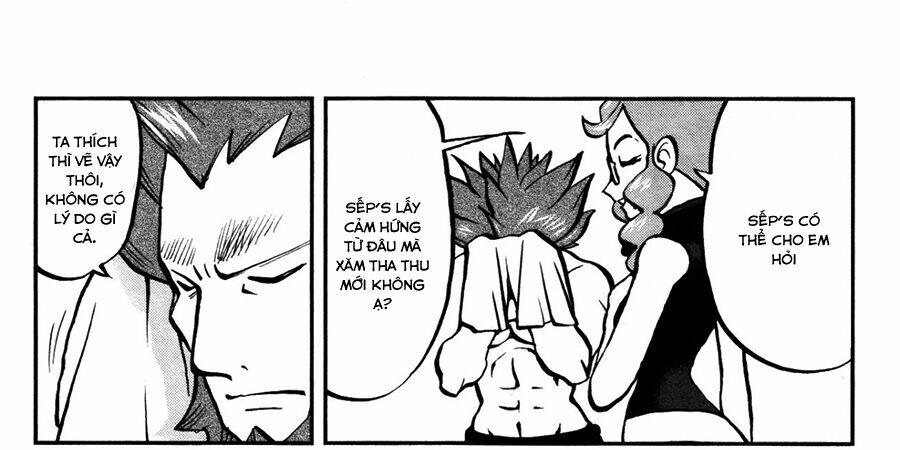 SẾP'S CÓ
THỂ CHO EM
HỎI
SẾP'S LẤY
CẢM HỨNG
TỪ ĐÂU MÀ
XĂM THA THU
MỚI KHÔNG
Ạ?
TA THÍCH
THÌ VẼ VẬY
THÔI,
KHÔNG CÓ
LÝ DO GÌ
CẢ.